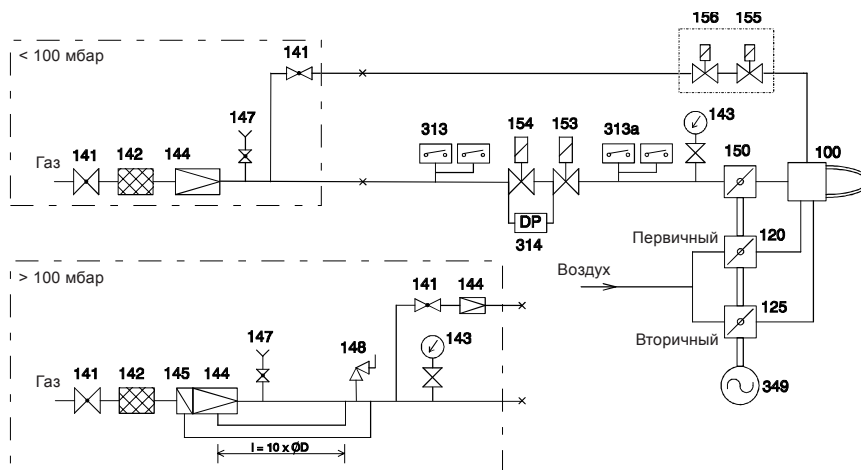 < 100 мбар
141
156
155
147
313
154
153
313a
143
Газ
141
142
144
150
100
DP
314
Первичный
120
Воздух
125
Вторичный
349
> 100 мбар
141
144
147
148
143
Газ
141
142
145
144
l = 10 x ØD